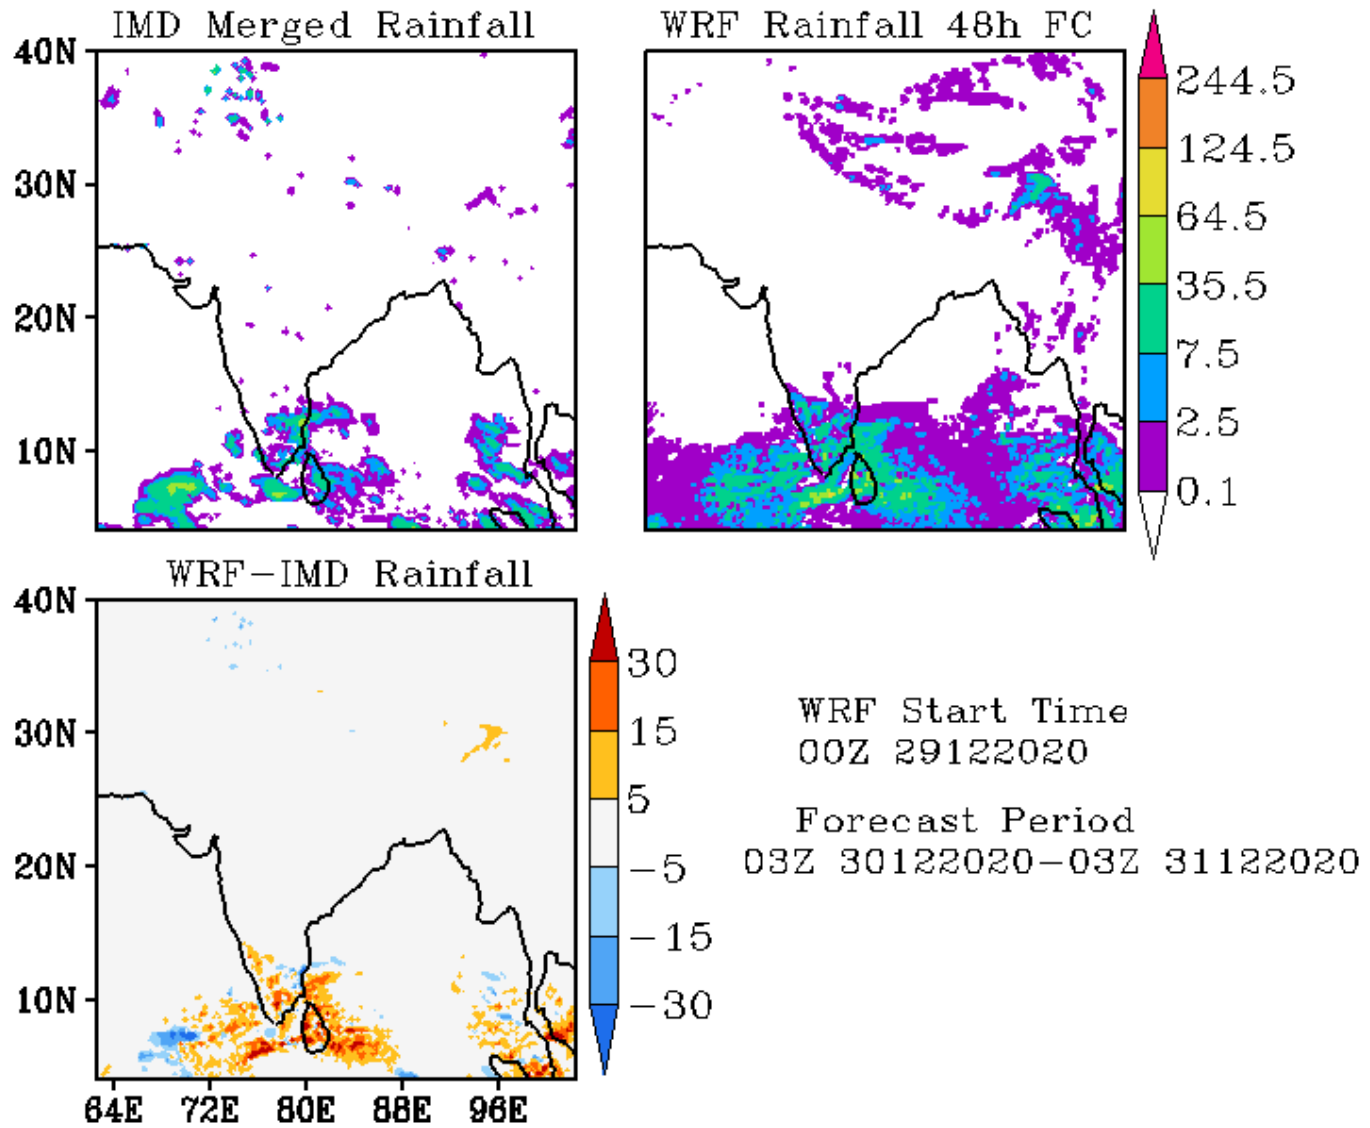 IMD Merged Rainfall
40N
30N
20N
10N
WRF Rainfall 48h FC
244.5
124.5
64.5
35.5
7.5
2.5
0.1
WRF-IMD Rainfall
40N
30N
20N
10N
64E 72E 80E 88E 96E
30
15
5
-5
-15
-30
WRF Start Time
00Z 29122020
Forecast Period
03Z 30122020-03Z 31122020